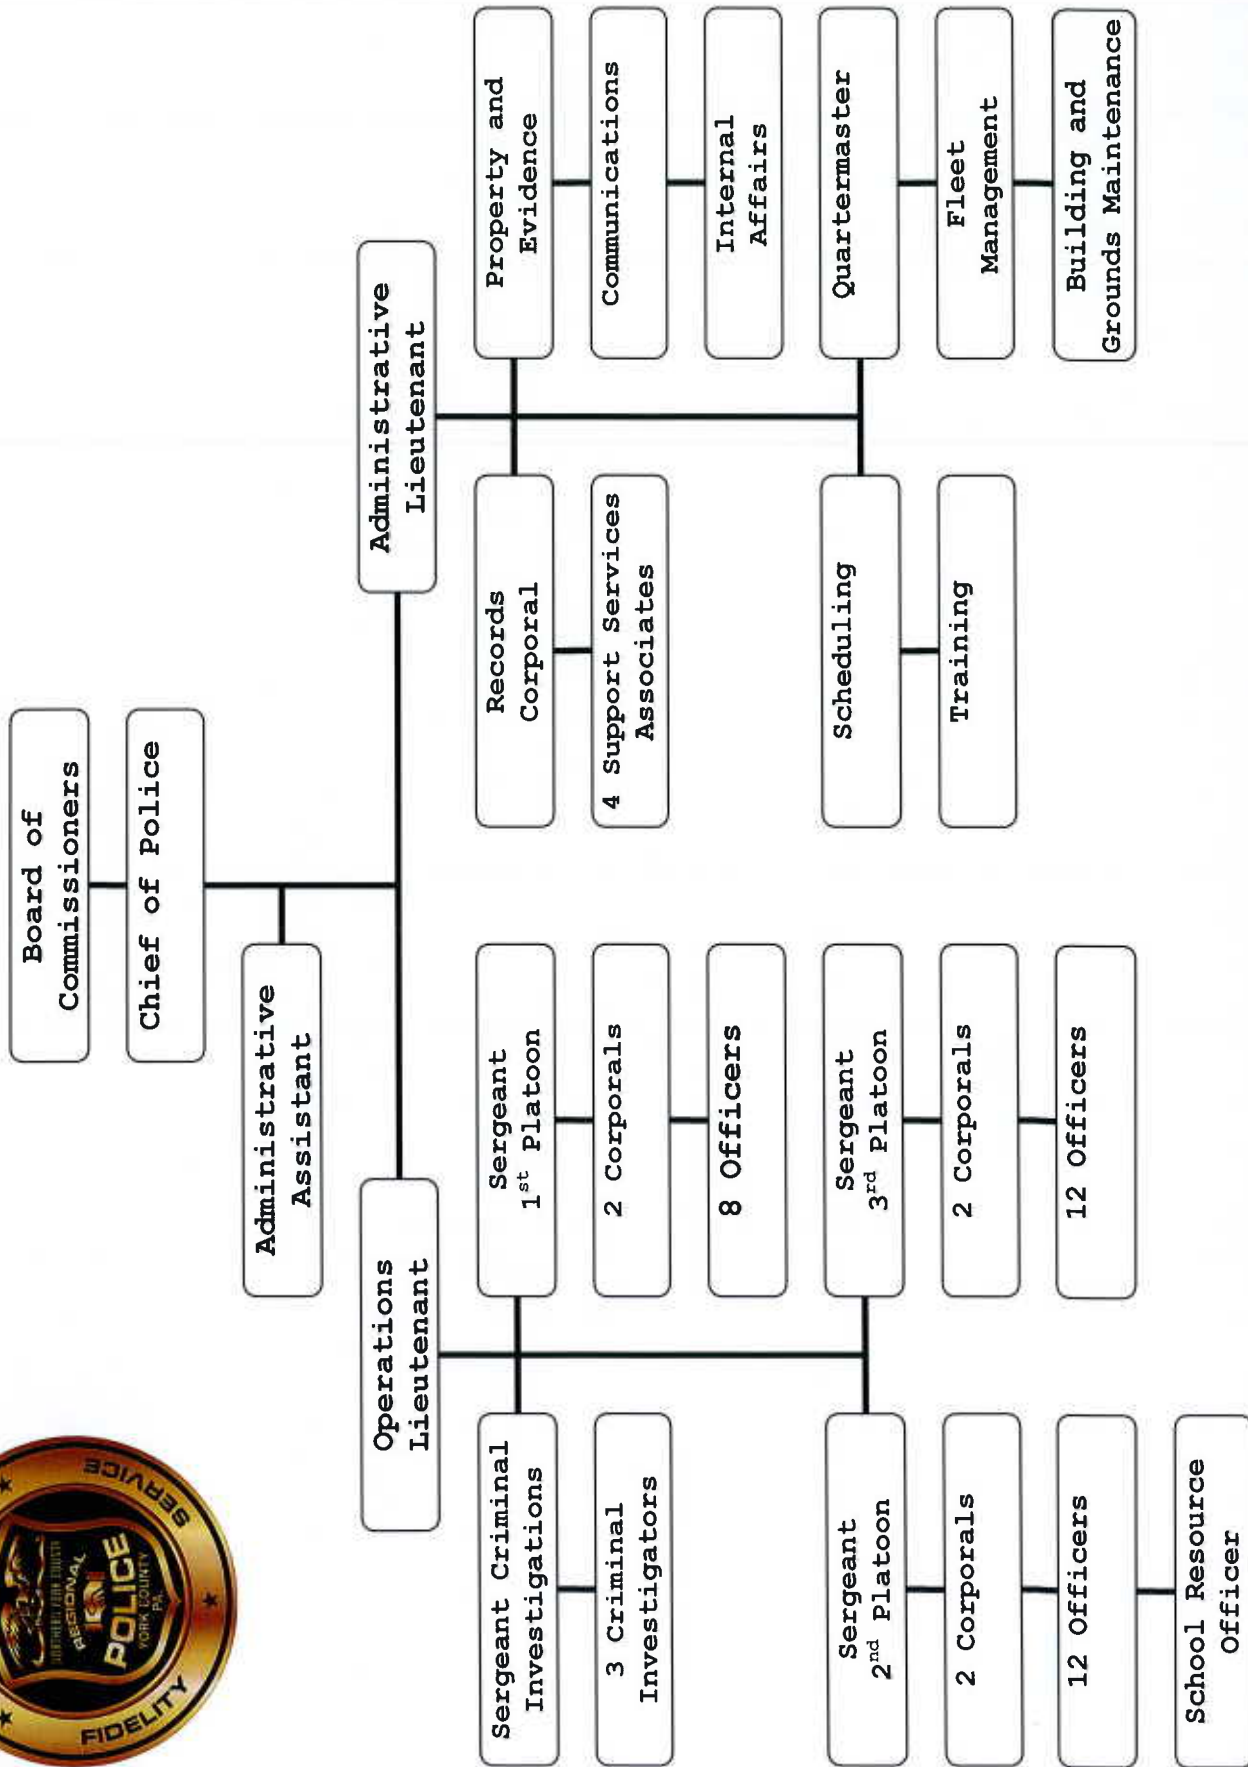 Board of
Commissioners
Chief of Police
Administrative
Assistant
Operations
Lieutenant
Administrative
Lieutenant
Sergeant Criminal
Investigations
3 Criminal
Investigators
Sergeant
1st Platoon
2 Corporals
8 Officers
Sergeant
2nd Platoon
2 Corporals
12 Officers
School Resource
Officer
Sergeant
3rd Platoon
2 Corporals
12 Officers
Records
Corporal
4 Support Services
Associates
Property and
Evidence
Communications
Internal
Affairs
Scheduling
Training
Quartermaster
Fleet
Management
Building and
Grounds Maintenance
REGIONAL
POLICE
YORK COUNTY
PA
FIDELITY
SERVICE